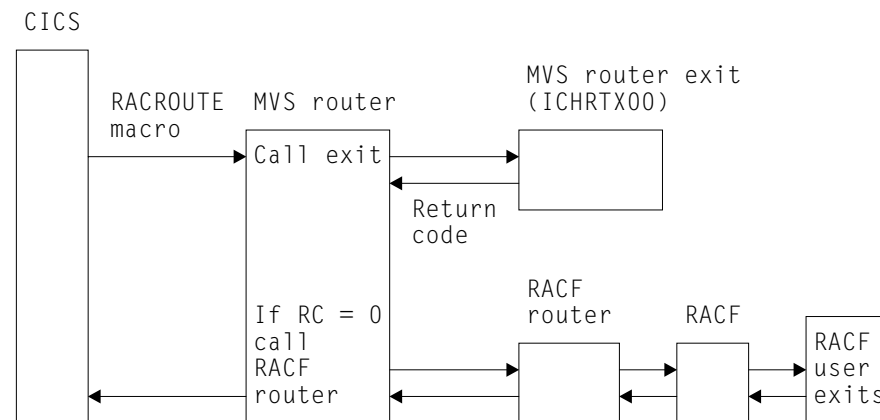 CICS
RACROUTE
macro
MVS router
MVS router exit
(ICHRTX00)
Call exit
Return
code
If RC = 0
call
RACF
router
RACF
router
RACF
RACF
user
exits